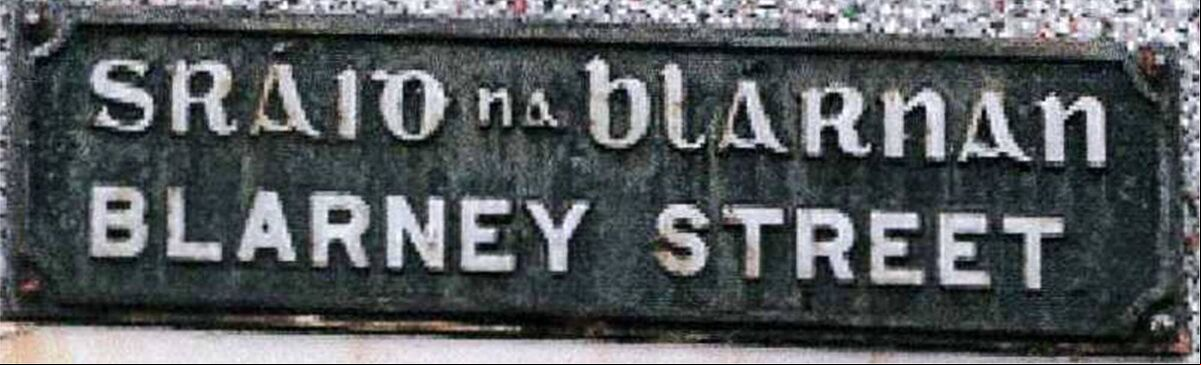 SRÁID na blarnan
BLARNEY STREET